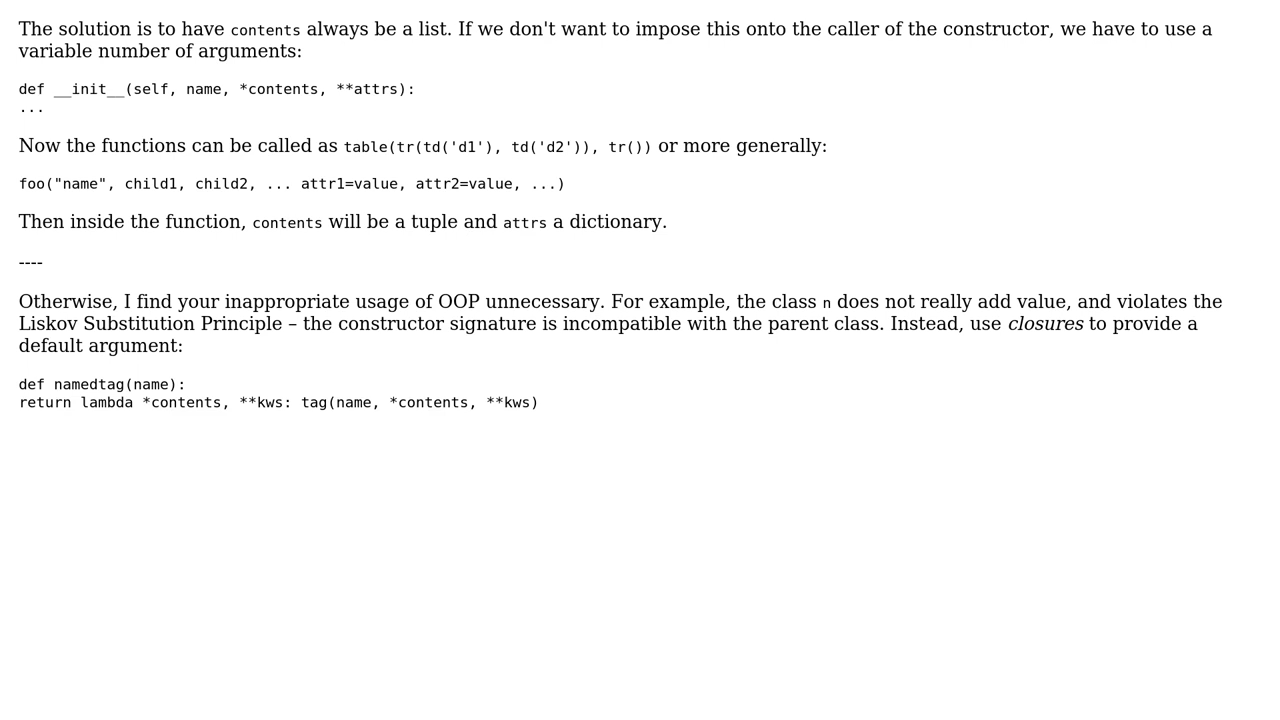 The solution is to have contents always be a list. If we don't want to impose this onto the caller of the constructor, we have to use a
variable number of arguments:
def __init__(self, name, *contents, **attrs):
...
Now the functions can be called as table(tr(td('d1'), td('d2')), tr()) or more generally:
foo("name", child1, child2, ... attr1=value, attr2=value, ...)
Then inside the function, contents will be a tuple and attrs a dictionary.
----
Otherwise, I find your inappropriate usage of OOP unnecessary. For example, the class n does not really add value, and violates the
Liskov Substitution Principle – the constructor signature is incompatible with the parent class. Instead, use closures to provide a
default argument:
def namedtag(name):
return lambda *contents, **kws: tag(name, *contents, **kws)